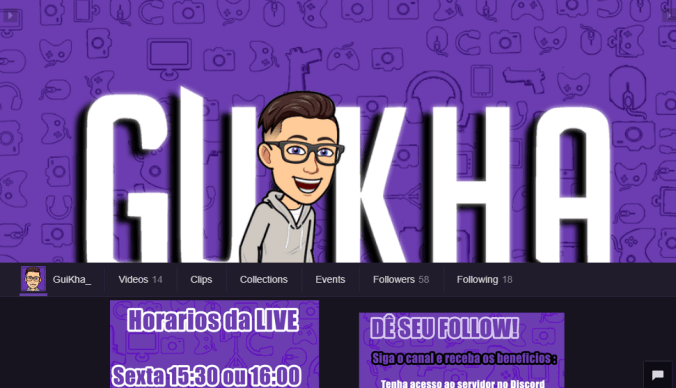 GUIKHA
GuiKha_ Videos 14 Clips Collections Events Followers 58 Following 18
Horarios da LIVE
Sexta 15:30 ou 16:00
DÊ SEU FOLLOW!
Siga o canal e receba os beneficios :
Tenha acesso ao servidor no Discord